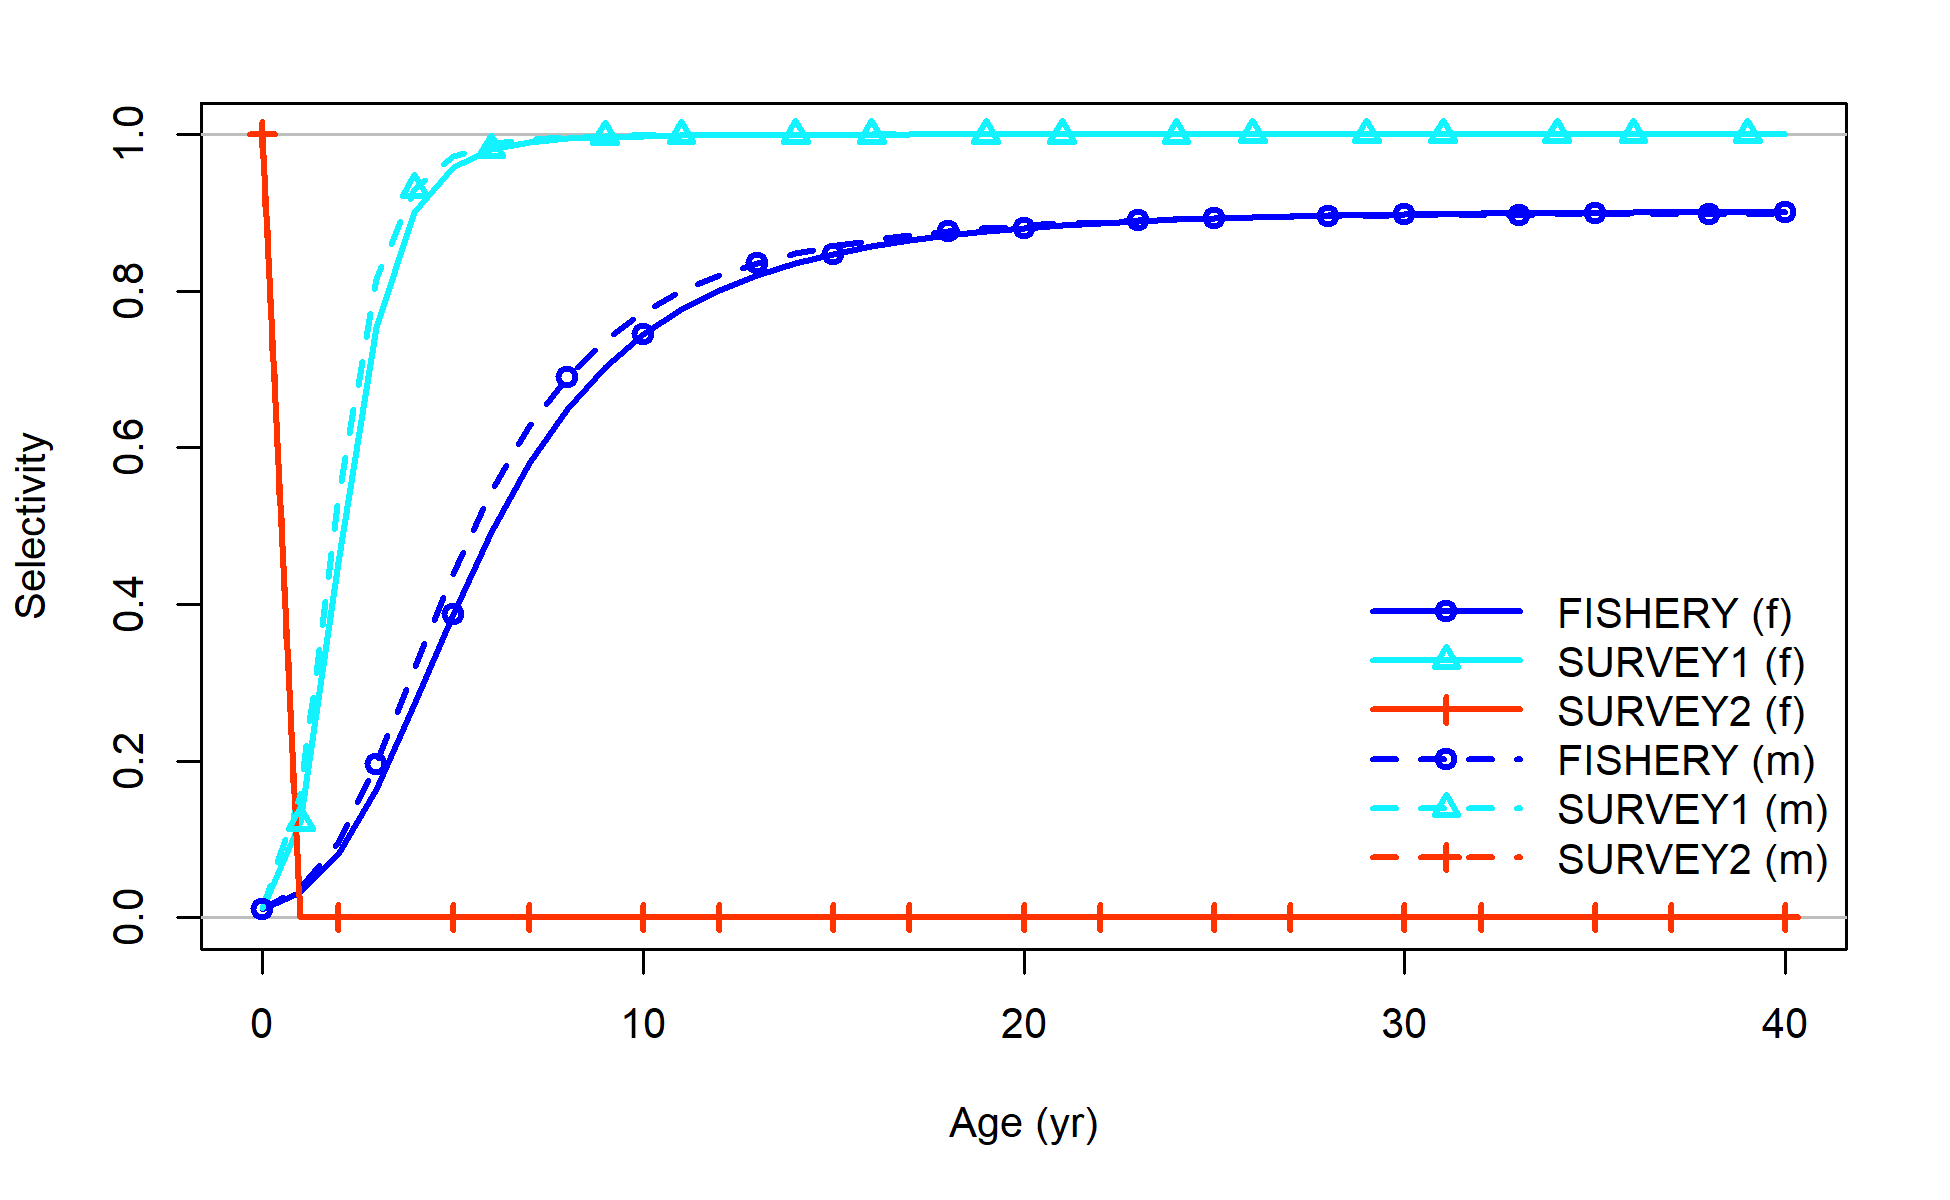 1.0
0.8
0.6
0.4
0.2
0.0
Selectivity
FISHERY (f)
SURVEY1 (f)
SURVEY2 (f)
FISHERY (m)
SURVEY1 (m)
SURVEY2 (m)
0 10 20 30 40
Age (yr)